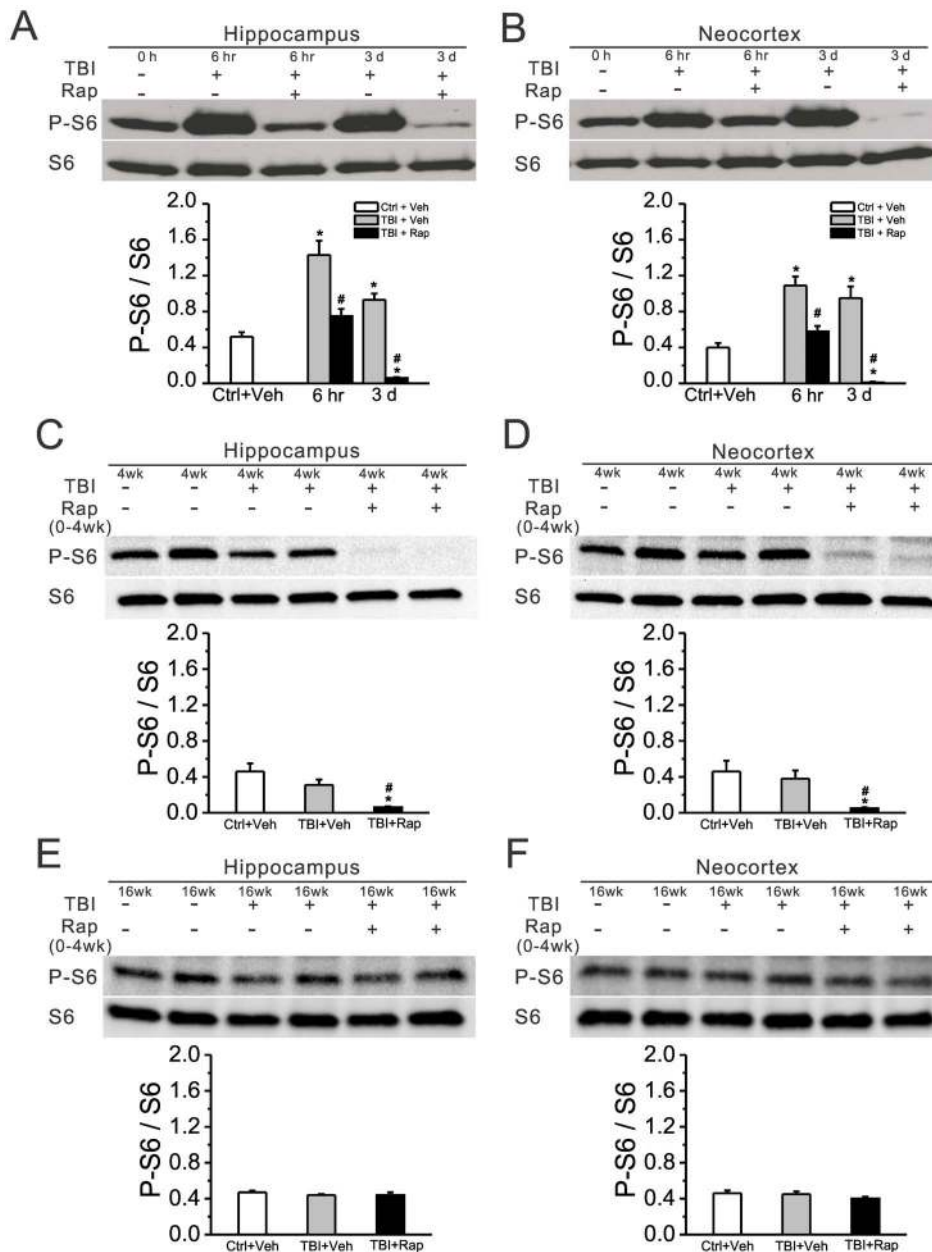 A
Hippocampus
0 h 6 hr 6 hr 3 d 3 d
TBI - + + + +
Rap - - + - +
P-S6
S6
2.0
1.6
1.2
0.8
0.4
0.0
P-S6 / S6
Ctrl + Veh
TBI + Veh
TBI + Rap
* # * # *
Ctrl+Veh 6 hr 3 d
B
Neocortex
0 h 6 hr 6 hr 3 d 3 d
TBI - + + + +
Rap - - + - +
P-S6
S6
2.0
1.6
1.2
0.8
0.4
0.0
P-S6 / S6
Ctrl + Veh
TBI + Veh
TBI + Rap
* # * # *
Ctrl+Veh 6 hr 3 d
C
Hippocampus
4wk 4wk 4wk 4wk 4wk 4wk
TBI - - + + + +
Rap - - - - + +
(0-4wk)
P-S6
S6
2.0
1.6
1.2
0.8
0.4
0.0
P-S6 / S6
#
*
Ctrl+Veh TBI+Veh TBI+Rap
D
Neocortex
4wk 4wk 4wk 4wk 4wk 4wk
TBI - - + + + +
Rap - - - - + +
(0-4wk)
P-S6
S6
2.0
1.6
1.2
0.8
0.4
0.0
P-S6 / S6
#
*
Ctrl+Veh TBI+Veh TBI+Rap
E
Hippocampus
16wk 16wk 16wk 16wk 16wk 16wk
TBI - - + + + +
Rap - - - - + +
(0-4wk)
P-S6
S6
2.0
1.6
1.2
0.8
0.4
0.0
P-S6 / S6
Ctrl+Veh TBI+Veh TBI+Rap
F
Neocortex
16wk 16wk 16wk 16wk 16wk 16wk
TBI - - + + + +
Rap - - - - + +
(0-4wk)
P-S6
S6
2.0
1.6
1.2
0.8
0.4
0.0
P-S6 / S6
Ctrl+Veh TBI+Veh TBI+Rap